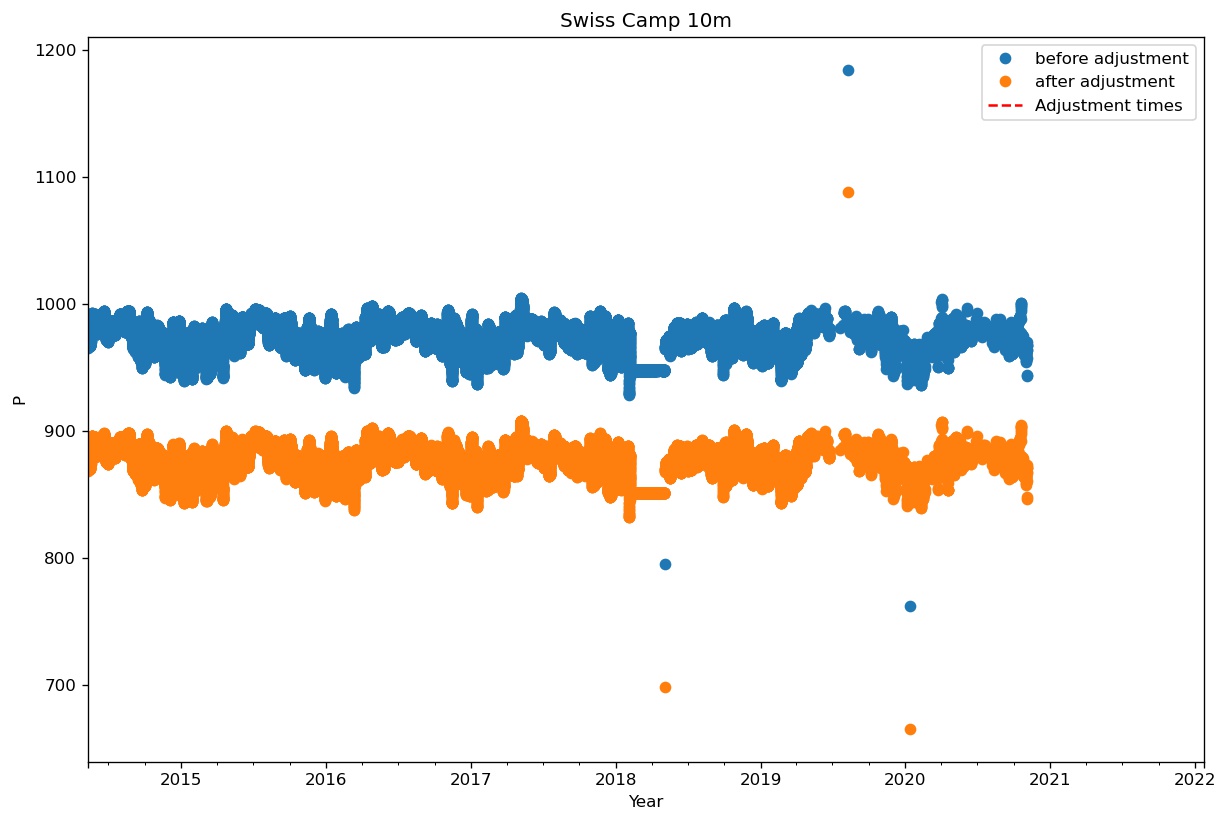 Swiss Camp 10m
before adjustment
after adjustment
Adjustment times
1200
1100
1000
900
800
700
P
2015 2016 2017 2018 2019 2020 2021 2022
Year